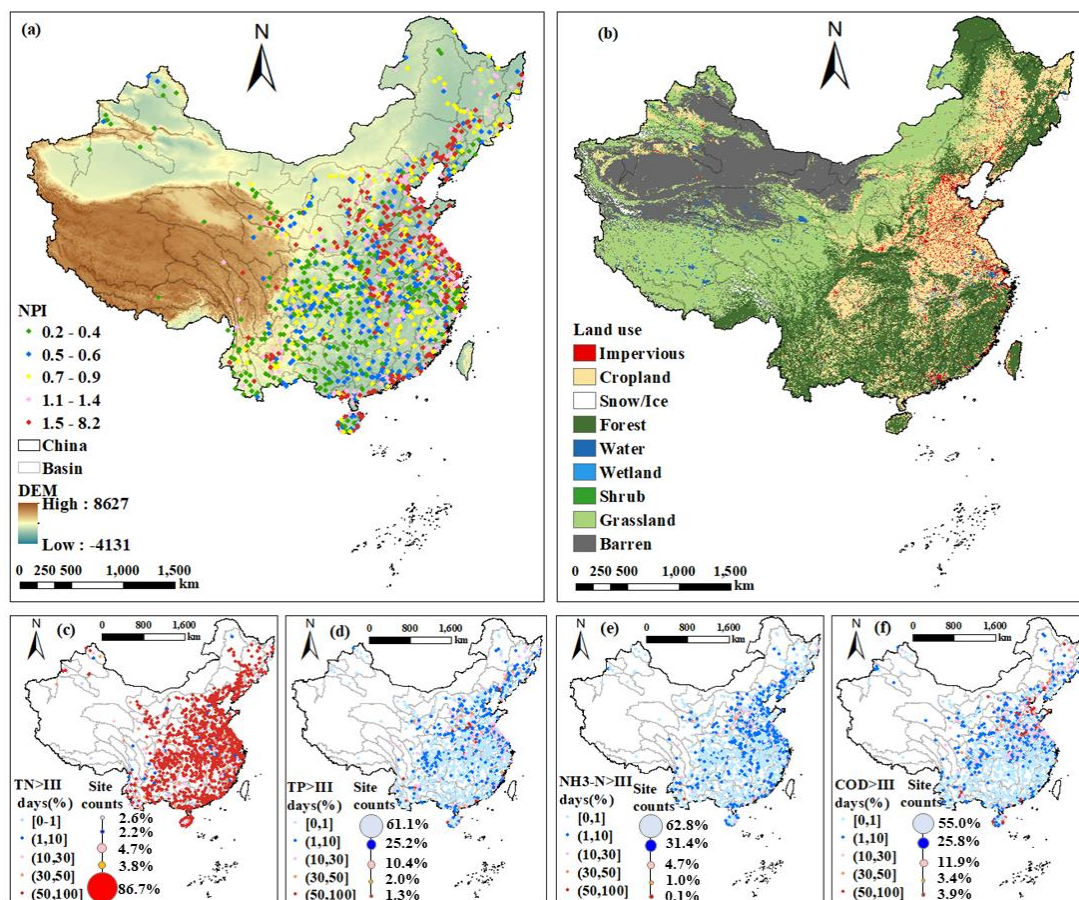 (a)
N
NPI
0.2 - 0.4
0.5 - 0.6
0.7 - 0.9
1.1 - 1.4
1.5 - 8.2
China
Basin
DEM
High : 8627
Low : -4131
0 250 500 1,000 1,500
km
(b)
N
Land use
Impervious
Cropland
Snow/Ice
Forest
Water
Wetland
Shrub
Grassland
Barren
0 250 500 1,000 1,500
km
(c)
N
0 800 1,600
km
TN>III Site
days(%) counts
[0-1] 2.6%
(1,10] 2.2%
(10,30] 4.7%
(30,50] 3.8%
(50,100] 86.7%
(d)
N
0 800 1,600
km
TP>III Site
days(%) counts
[0,1] 61.1%
(1,10] 25.2%
(10,30] 10.4%
(30,50] 2.0%
(50,100] 1.3%
(e)
N
0 800 1,600
km
NH3-N>III Site
days(%) counts
[0,1] 62.8%
(1,10] 31.4%
(10,30] 4.7%
(30,50] 1.0%
(50,100] 0.1%
(f)
N
0 800 1,600
km
COD>III Site
days(%) counts
[0,1] 55.0%
(1,10] 25.8%
(10,30] 11.9%
(30,50] 3.4%
(50,100] 3.9%